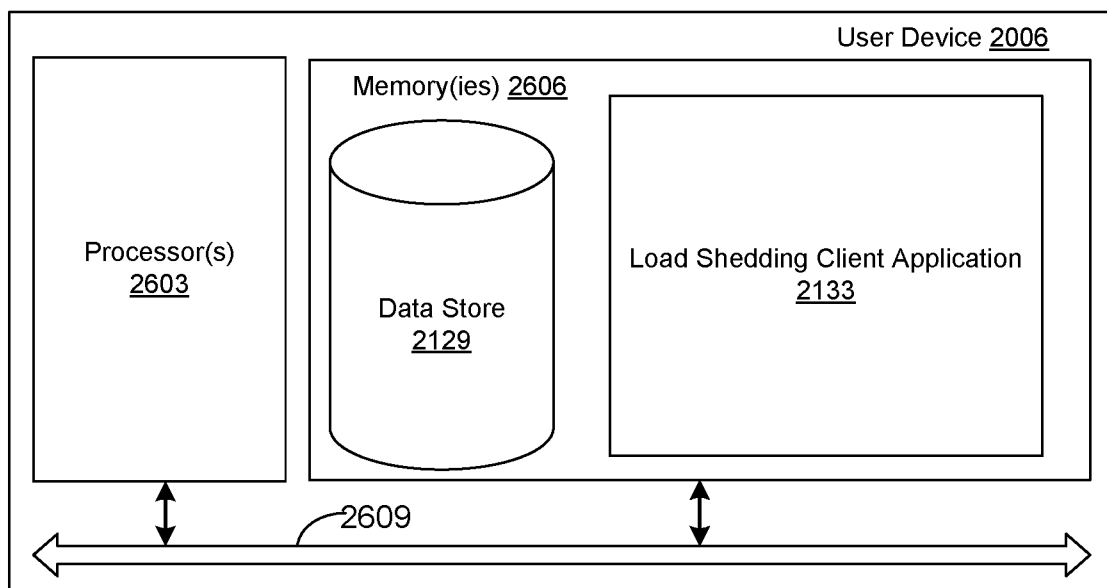 User Device 2006
Memory(ies) 2606
Processor(s)
2603
Data Store
2129
Load Shedding Client Application
2133
2609